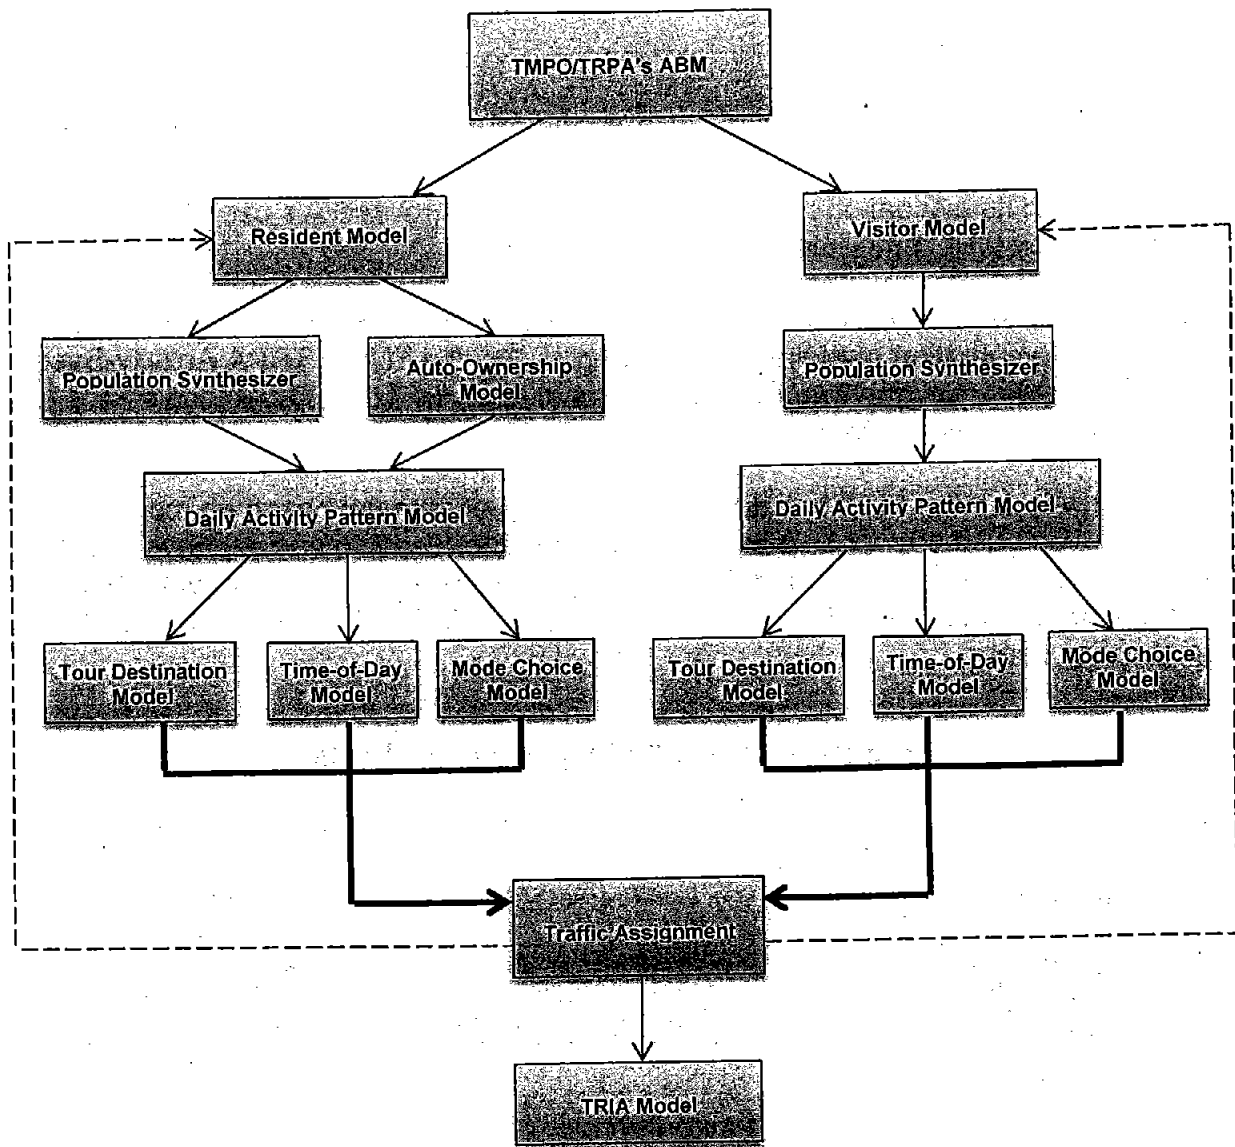 TMPO/TRPA's ABM
Resident Model
Visitor Model
Population Synthesizer
Auto-Ownership
Model
Population Synthesizer
Daily Activity Pattern Model
Daily Activity Pattern Model
Tour Destination
Model
Time-of-Day
Model
Mode Choice
Model
Tour Destination
Model
Time-of-Day
Model
Mode Choice
Model
Traffic Assignment
TRIA Model